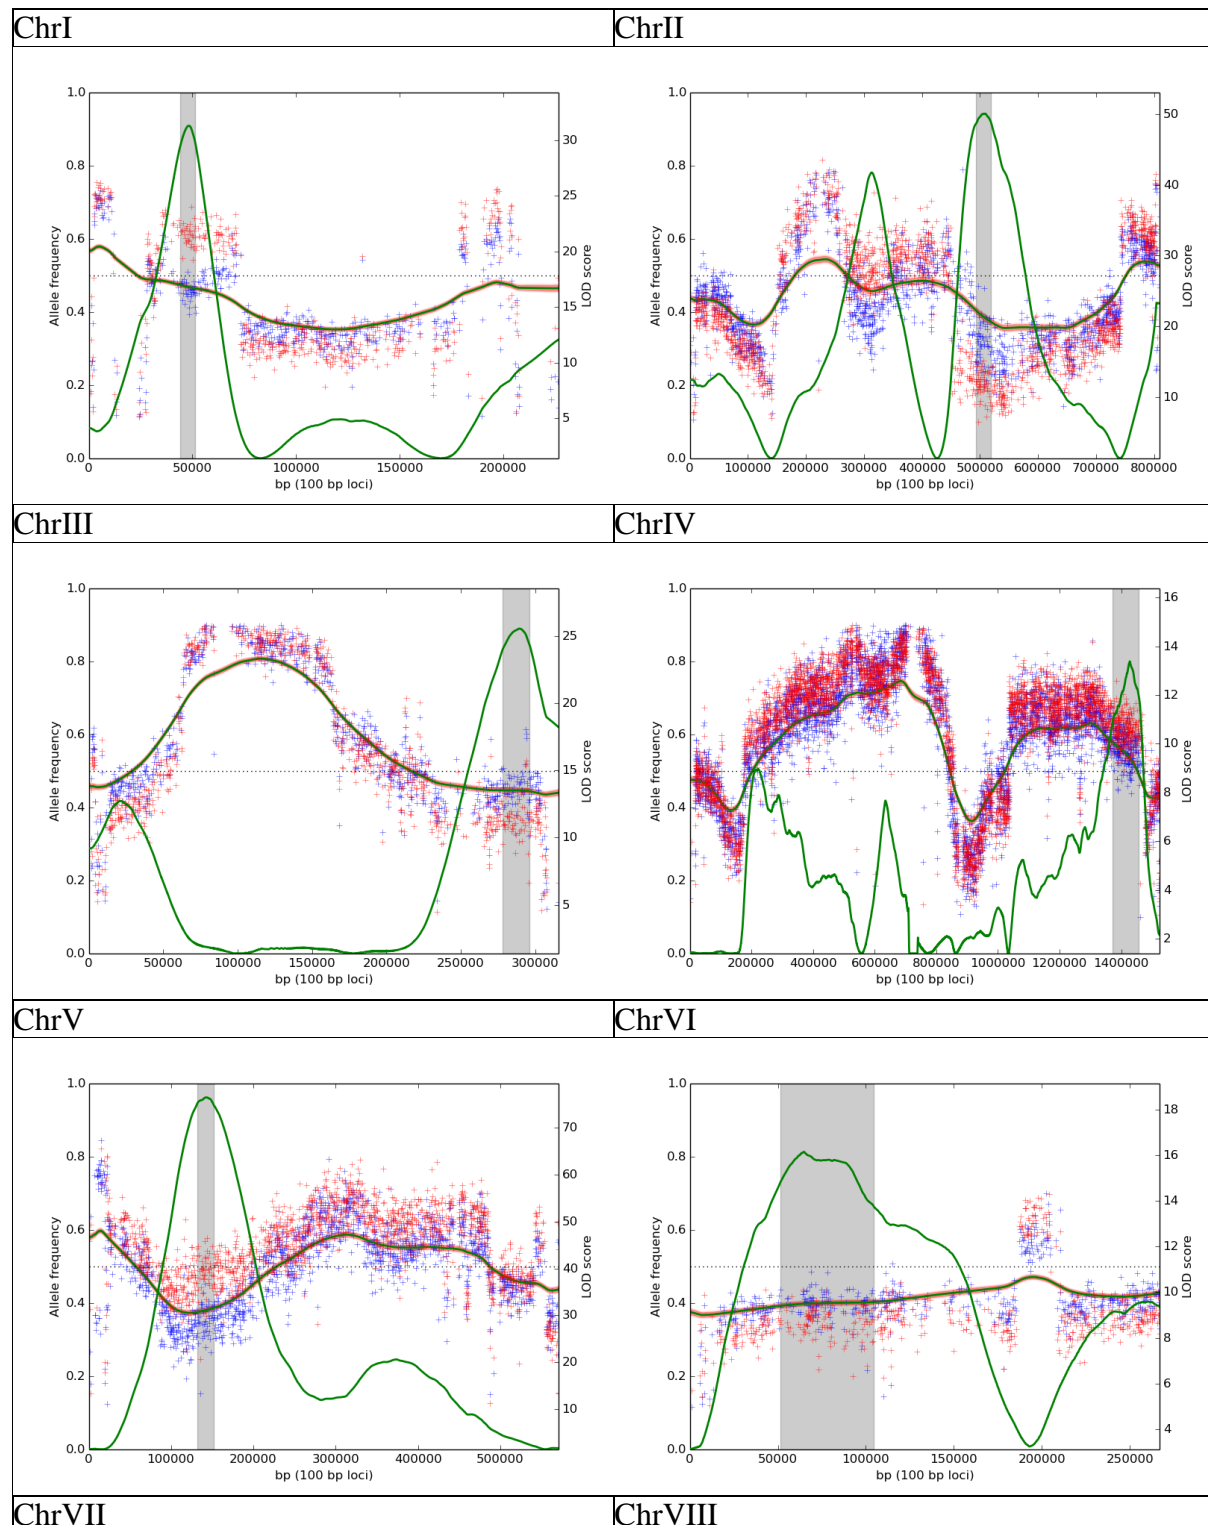 ChrI ChrII
1.0 0.8 0.6 0.4 0.2 0.0
Allele frequency
30 25 20 15 10 5
LOD score
0 50000 100000 150000 200000
bp (100 bp loci)
1.0 0.8 0.6 0.4 0.2 0.0
Allele frequency
50 40 30 20 10
LOD score
0 100000 200000 300000 400000 500000 600000 700000 800000
bp (100 bp loci)
ChrIII ChrIV
1.0 0.8 0.6 0.4 0.2 0.0
Allele frequency
25 20 15 10 5
LOD score
0 50000 100000 150000 200000 250000 300000
bp (100 bp loci)
1.0 0.8 0.6 0.4 0.2 0.0
Allele frequency
16 14 12 10 8 6 4 2
LOD score
0 200000 400000 600000 800000 1000000 1200000 1400000
bp (100 bp loci)
ChrV ChrVI
1.0 0.8 0.6 0.4 0.2 0.0
Allele frequency
70 60 50 40 30 20 10
LOD score
0 100000 200000 300000 400000 500000
bp (100 bp loci)
1.0 0.8 0.6 0.4 0.2 0.0
Allele frequency
18 16 14 12 10 8 6 4
LOD score
0 50000 100000 150000 200000 250000
bp (100 bp loci)
ChrVII ChrVIII